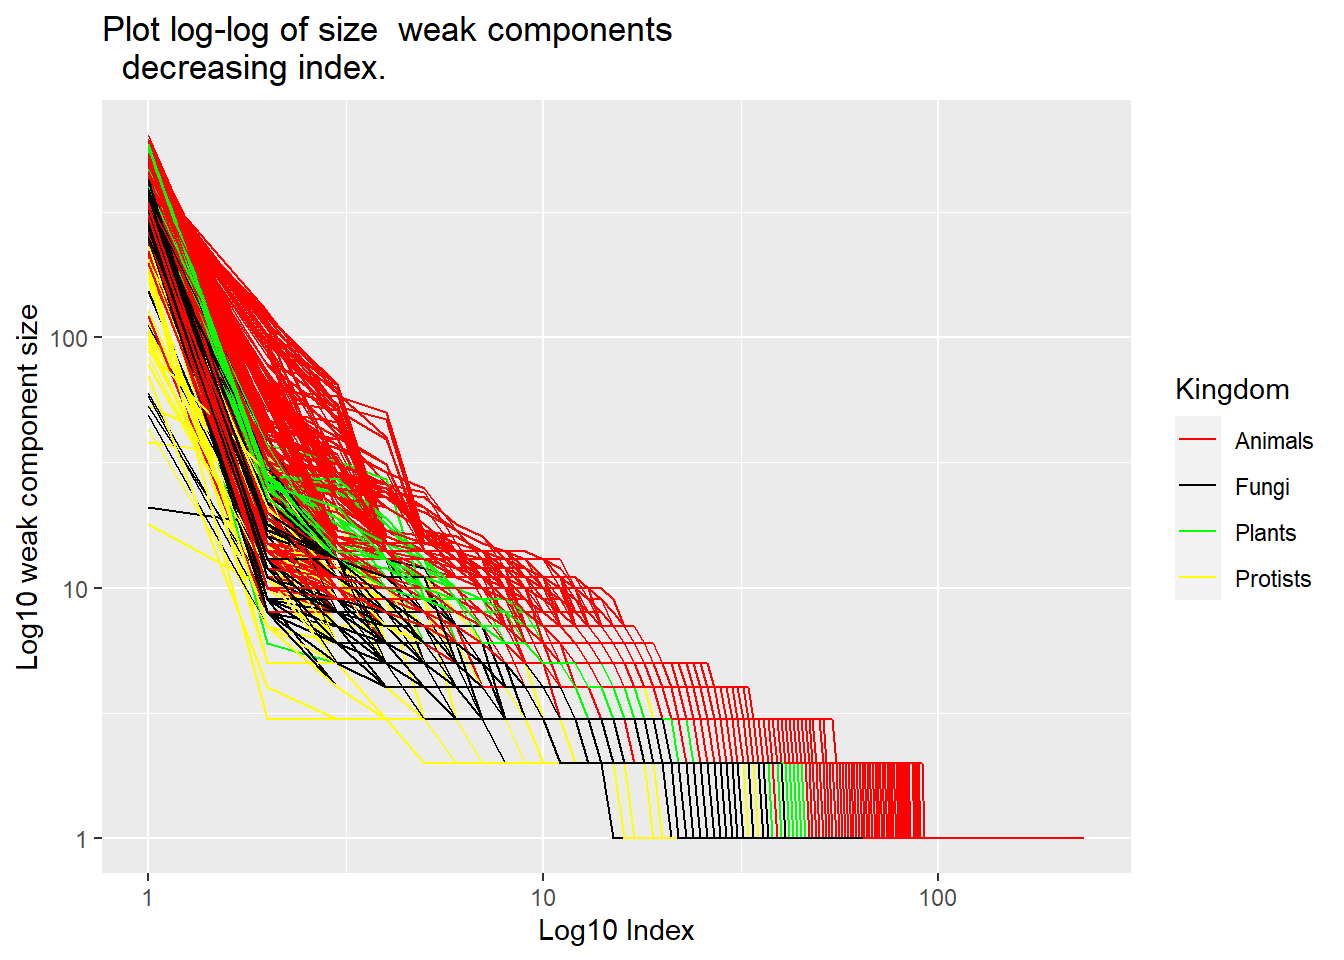 Plot log-log of size  weak components
decreasing index.
Log10 weak component size
100
10
1
1
10
100
Log10 Index
Kingdom
Animals
Fungi
Plants
Protists